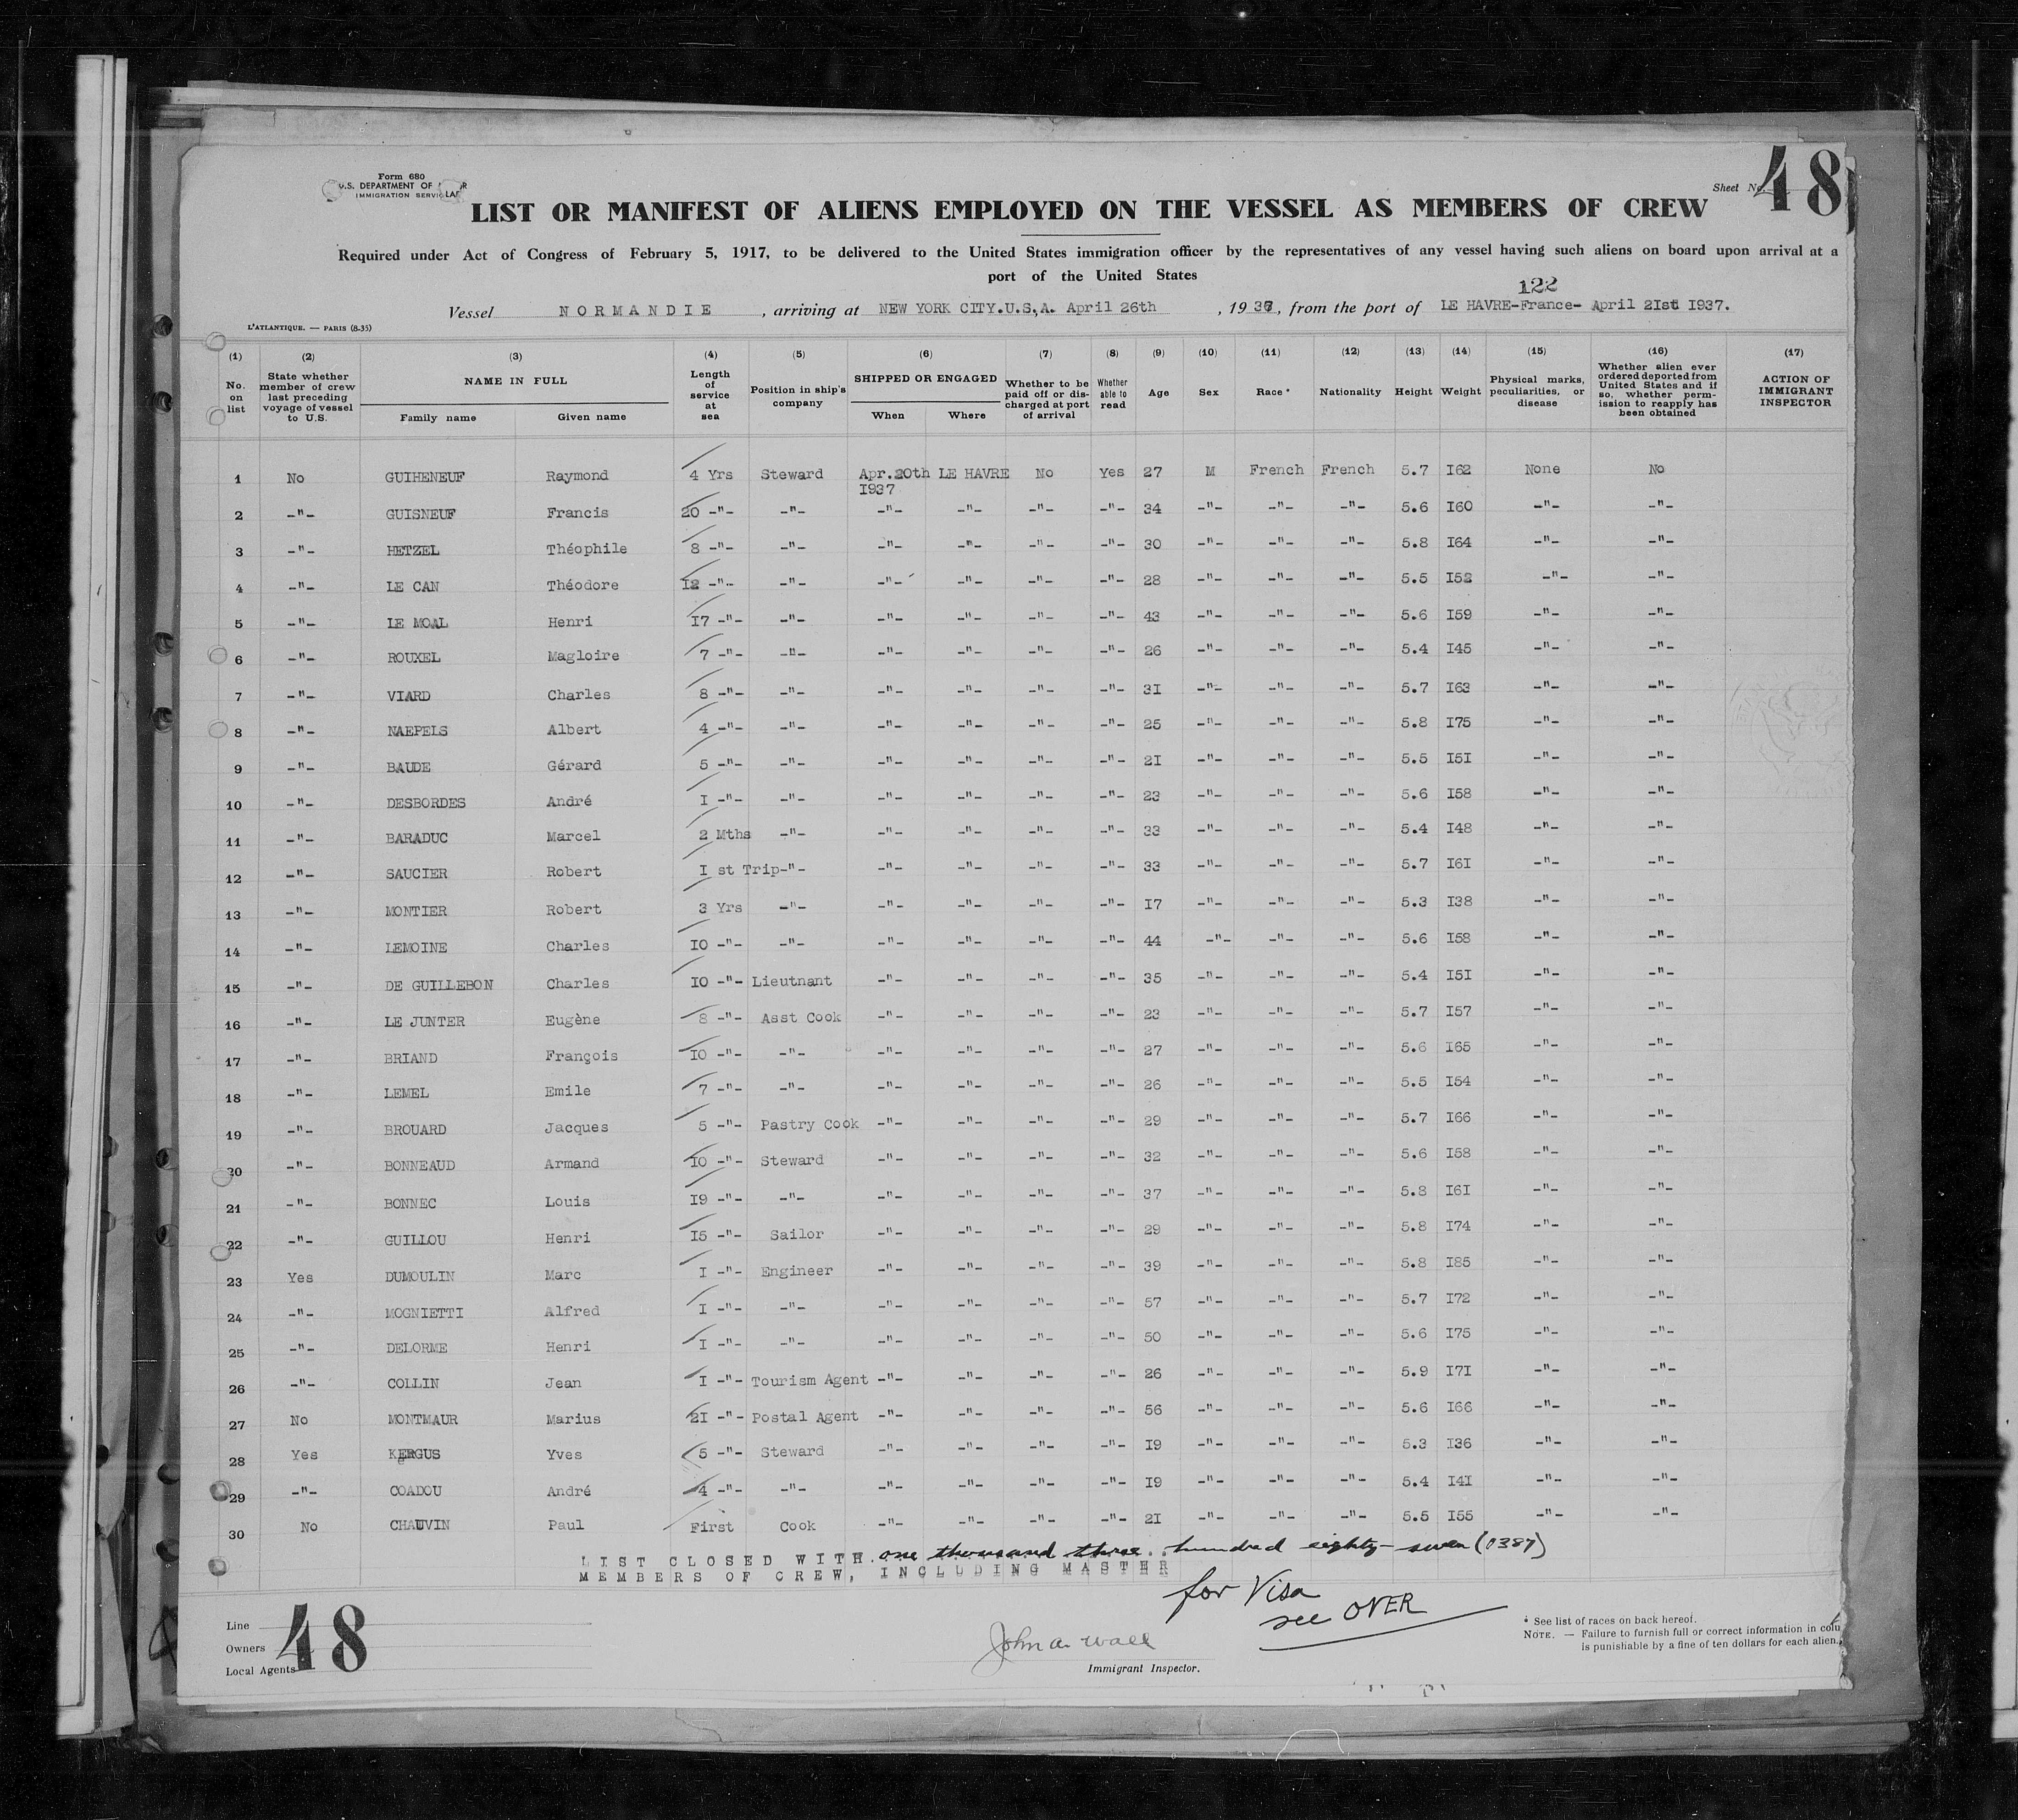 Form 680
U.S. DEPARTMENT OF
IMMIGRATION SERVICE
Sheet No. 48
LIST OR MANIFEST OF ALIENS EMPLOYED ON THE VESSEL AS MEMBERS OF CREW
Required under Act of Congress of February 5, 1917, to be delivered to the United States immigration officer by the representatives of any vessel having such aliens on board upon arrival at a
port of the United States
122
Vessel NORMANDIE, arriving at NEW YORK CITY.U.S,A. April 26th, 1937, from the port of LE HAVRE-France- April 2Ist I937.
L'ATLANTIQUE. — PARIS (8-35)
(1) No. on list
(2) State whether member of crew last preceding voyage of vessel to U.S.
(3) NAME IN FULL Family name Given name
(4) Length of service at sea
(5) Position in ship's company
(6) SHIPPED OR ENGAGED When Where
(7) Whether to be paid off or discharged at port of arrival
(8) Whether able to read
(9) Age
(10) Sex
(11) Race *
(12) Nationality
(13) Height
(14) Weight
(15) Physical marks, peculiarities, or disease
(16) Whether alien ever ordered deported from United States and if so, whether permission to reapply has been obtained
(17) ACTION OF IMMIGRANT INSPECTOR
1 No GUIHENEUF Raymond 4 Yrs Steward Apr.20th I937 LE HAVRE No Yes 27 M French French 5.7 I62 None No
2 -"- GUISNEUF Francis 20 -"- -"- -"- -"- -"- -"- 34 -"- -"- -"- 5.6 I60 -"- -"-
3 -"- HETZEL Théophile 8 -"- -"- -"- -"- -"- -"- 30 -"- -"- -"- 5.8 I64 -"- -"-
4 -"- LE CAN Théodore I2 -"- -"- -"- -"- -"- -"- 28 -"- -"- -"- 5.5 I52 -"- -"-
5 -"- LE MOAL Henri I7 -"- -"- -"- -"- -"- -"- 43 -"- -"- -"- 5.6 I59 -"- -"-
6 -"- ROUXEL Magloire 7 -"- -"- -"- -"- -"- -"- 26 -"- -"- -"- 5.4 I45 -"- -"-
7 -"- VIARD Charles 8 -"- -"- -"- -"- -"- -"- 3I -"- -"- -"- 5.7 I63 -"- -"-
8 -"- NAEPELS Albert 4 -"- -"- -"- -"- -"- -"- 25 -"- -"- -"- 5.8 I75 -"- -"-
9 -"- BAUDE Gérard 5 -"- -"- -"- -"- -"- -"- 2I -"- -"- -"- 5.5 I5I -"- -"-
10 -"- DESBORDES André I -"- -"- -"- -"- -"- -"- 23 -"- -"- -"- 5.6 I58 -"- -"-
11 -"- BARADUC Marcel 2 Mths -"- -"- -"- -"- -"- 33 -"- -"- -"- 5.4 I48 -"- -"-
12 -"- SAUCIER Robert I st Trip -"- -"- -"- -"- -"- 33 -"- -"- -"- 5.7 I6I -"- -"-
13 -"- MONTIER Robert 3 Yrs -"- -"- -"- -"- -"- I7 -"- -"- -"- 5.3 I38 -"- -"-
14 -"- LEMOINE Charles I0 -"- -"- -"- -"- -"- -"- 44 -"- -"- -"- 5.6 I58 -"- -"-
15 -"- DE GUILLEBON Charles I0 -"- Lieutnant -"- -"- -"- -"- 35 -"- -"- -"- 5.4 I5I -"- -"-
16 -"- LE JUNTER Eugène 8 -"- Asst Cook -"- -"- -"- -"- 23 -"- -"- -"- 5.7 I57 -"- -"-
17 -"- BRIAND François I0 -"- -"- -"- -"- -"- -"- 27 -"- -"- -"- 5.6 I65 -"- -"-
18 -"- LEMEL Emile 7 -"- -"- -"- -"- -"- -"- 26 -"- -"- -"- 5.5 I54 -"- -"-
19 -"- BROUARD Jacques 5 -"- Pastry Cook -"- -"- -"- -"- 29 -"- -"- -"- 5.7 I66 -"- -"-
20 -"- BONNEAUD Armand I0 -"- Steward -"- -"- -"- -"- 32 -"- -"- -"- 5.6 I58 -"- -"-
21 -"- BONNEC Louis I9 -"- -"- -"- -"- -"- -"- 37 -"- -"- -"- 5.8 I6I -"- -"-
22 -"- GUILLOU Henri I5 -"- Sailor -"- -"- -"- -"- 29 -"- -"- -"- 5.8 I74 -"- -"-
23 Yes DUMOULIN Marc I -"- Engineer -"- -"- -"- -"- 39 -"- -"- -"- 5.8 I85 -"- -"-
24 -"- MOGNIETTI Alfred I -"- -"- -"- -"- -"- -"- 57 -"- -"- -"- 5.7 I72 -"- -"-
25 -"- DELORME Henri I -"- -"- -"- -"- -"- -"- 50 -"- -"- -"- 5.6 I75 -"- -"-
26 -"- COLLIN Jean I -"- Tourism Agent -"- -"- -"- -"- 26 -"- -"- -"- 5.9 I7I -"- -"-
27 No MONTMAUR Marius 2I -"- Postal Agent -"- -"- -"- -"- 56 -"- -"- -"- 5.6 I66 -"- -"-
28 Yes KERGUS Yves 5 -"- Steward -"- -"- -"- -"- I9 -"- -"- -"- 5.3 I36 -"- -"-
29 -"- COADOU André 4 -"- -"- -"- -"- -"- -"- I9 -"- -"- -"- 5.4 I4I -"- -"-
30 No CHAUVIN Paul First Cook -"- -"- -"- -"- 2I -"- -"- -"- 5.5 I55 -"- -"-
LIST CLOSED WITH one thousand three hundred eighty-seven (1387)
MEMBERS OF CREW, INCLUDING MASTER
for Visa
see OVER
Line
Owners
Local Agents
48
John A. Wall
Immigrant Inspector.
* See list of races on back hereof.
NOTE. — Failure to furnish full or correct information in colu
is punishable by a fine of ten dollars for each alien.